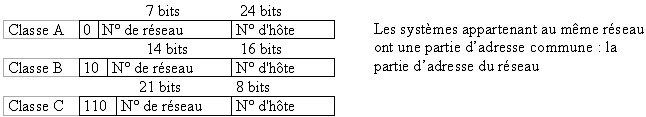 7 bits 24 bits
Classe A 0 N° de réseau N° d'hôte
14 bits 16 bits
Classe B 10 N° de réseau N° d'hôte
21 bits 8 bits
Classe C 110 N° de réseau N° d'hôte
Les systèmes appartenant au même réseau
ont une partie d'adresse commune : la
partie d'adresse du réseau